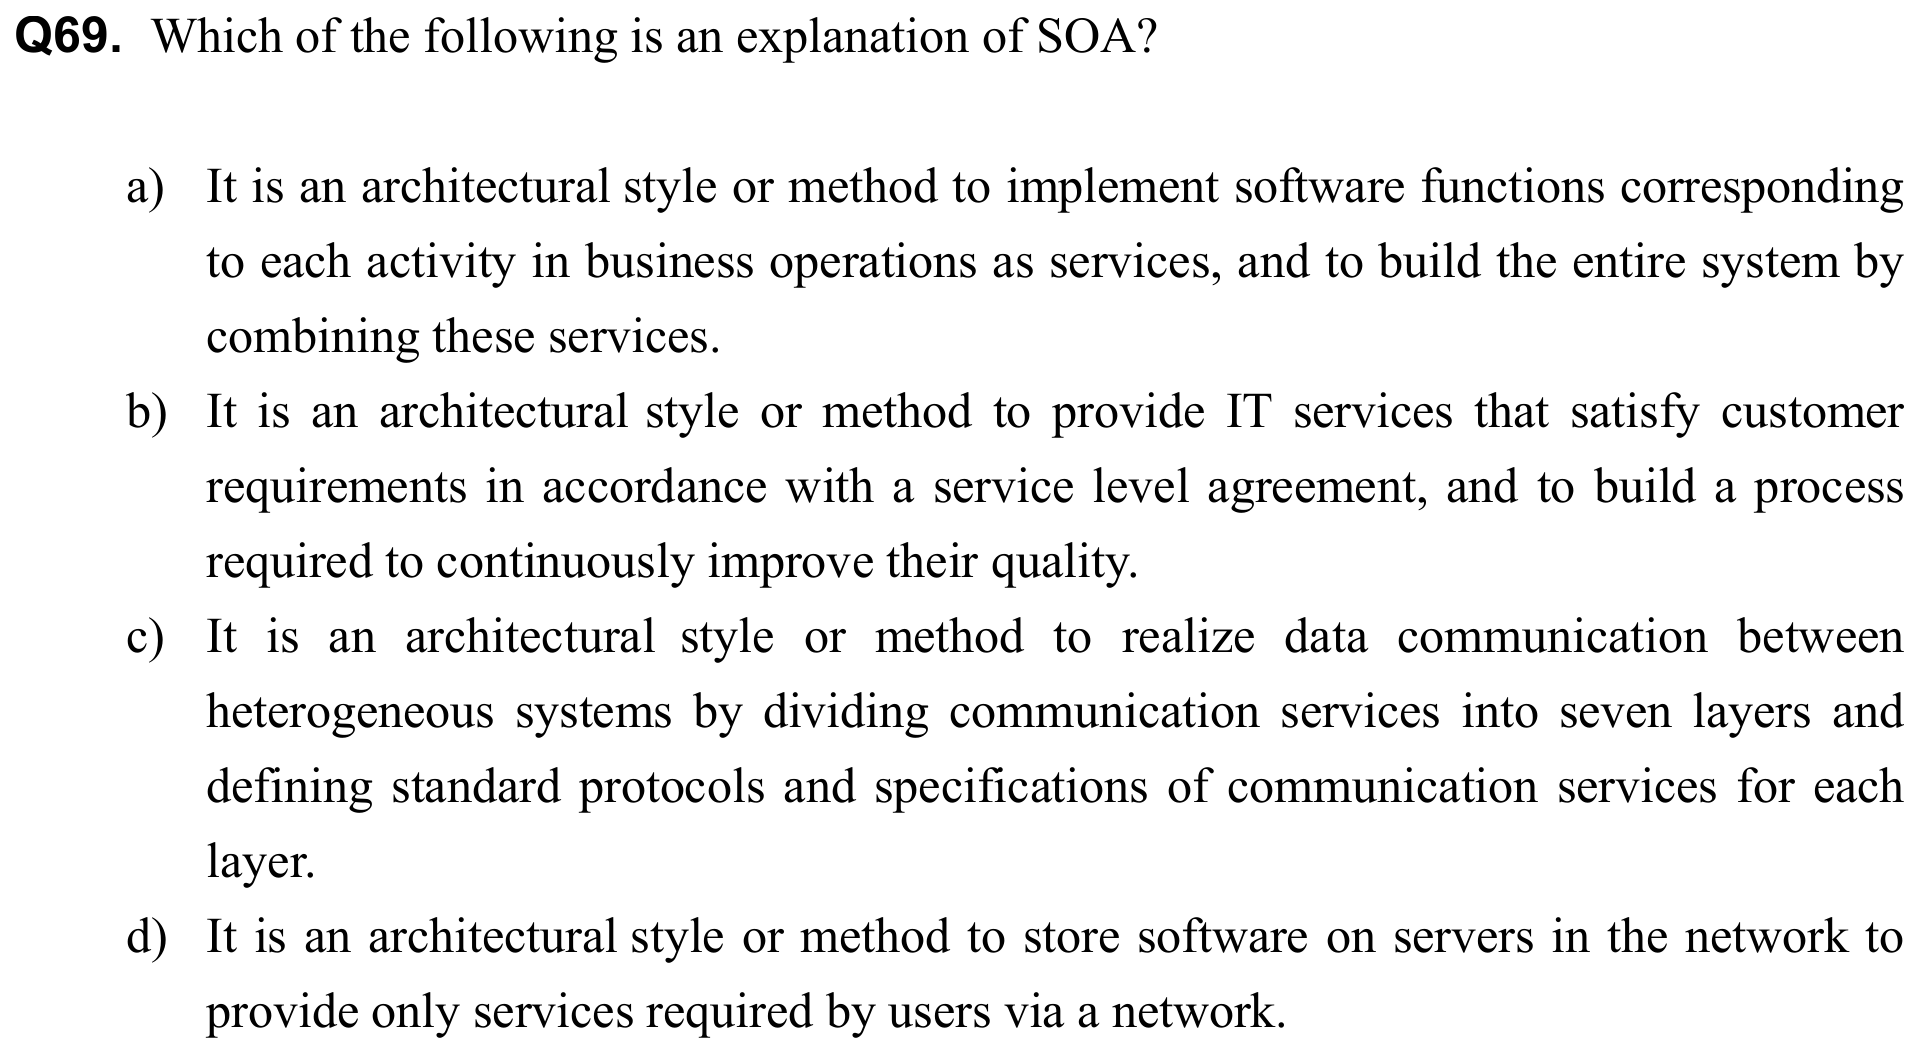 Q69. Which of the following is an explanation of SOA?
a) It is an architectural style or method to implement software functions corresponding
to each activity in business operations as services, and to build the entire system by
combining these services.
b) It is an architectural style or method to provide IT services that satisfy customer
requirements in accordance with a service level agreement, and to build a process
required to continuously improve their quality.
c) It is an architectural style or method to realize data communication between
heterogeneous systems by dividing communication services into seven layers and
defining standard protocols and specifications of communication services for each
layer.
d) It is an architectural style or method to store software on servers in the network to
provide only services required by users via a network.